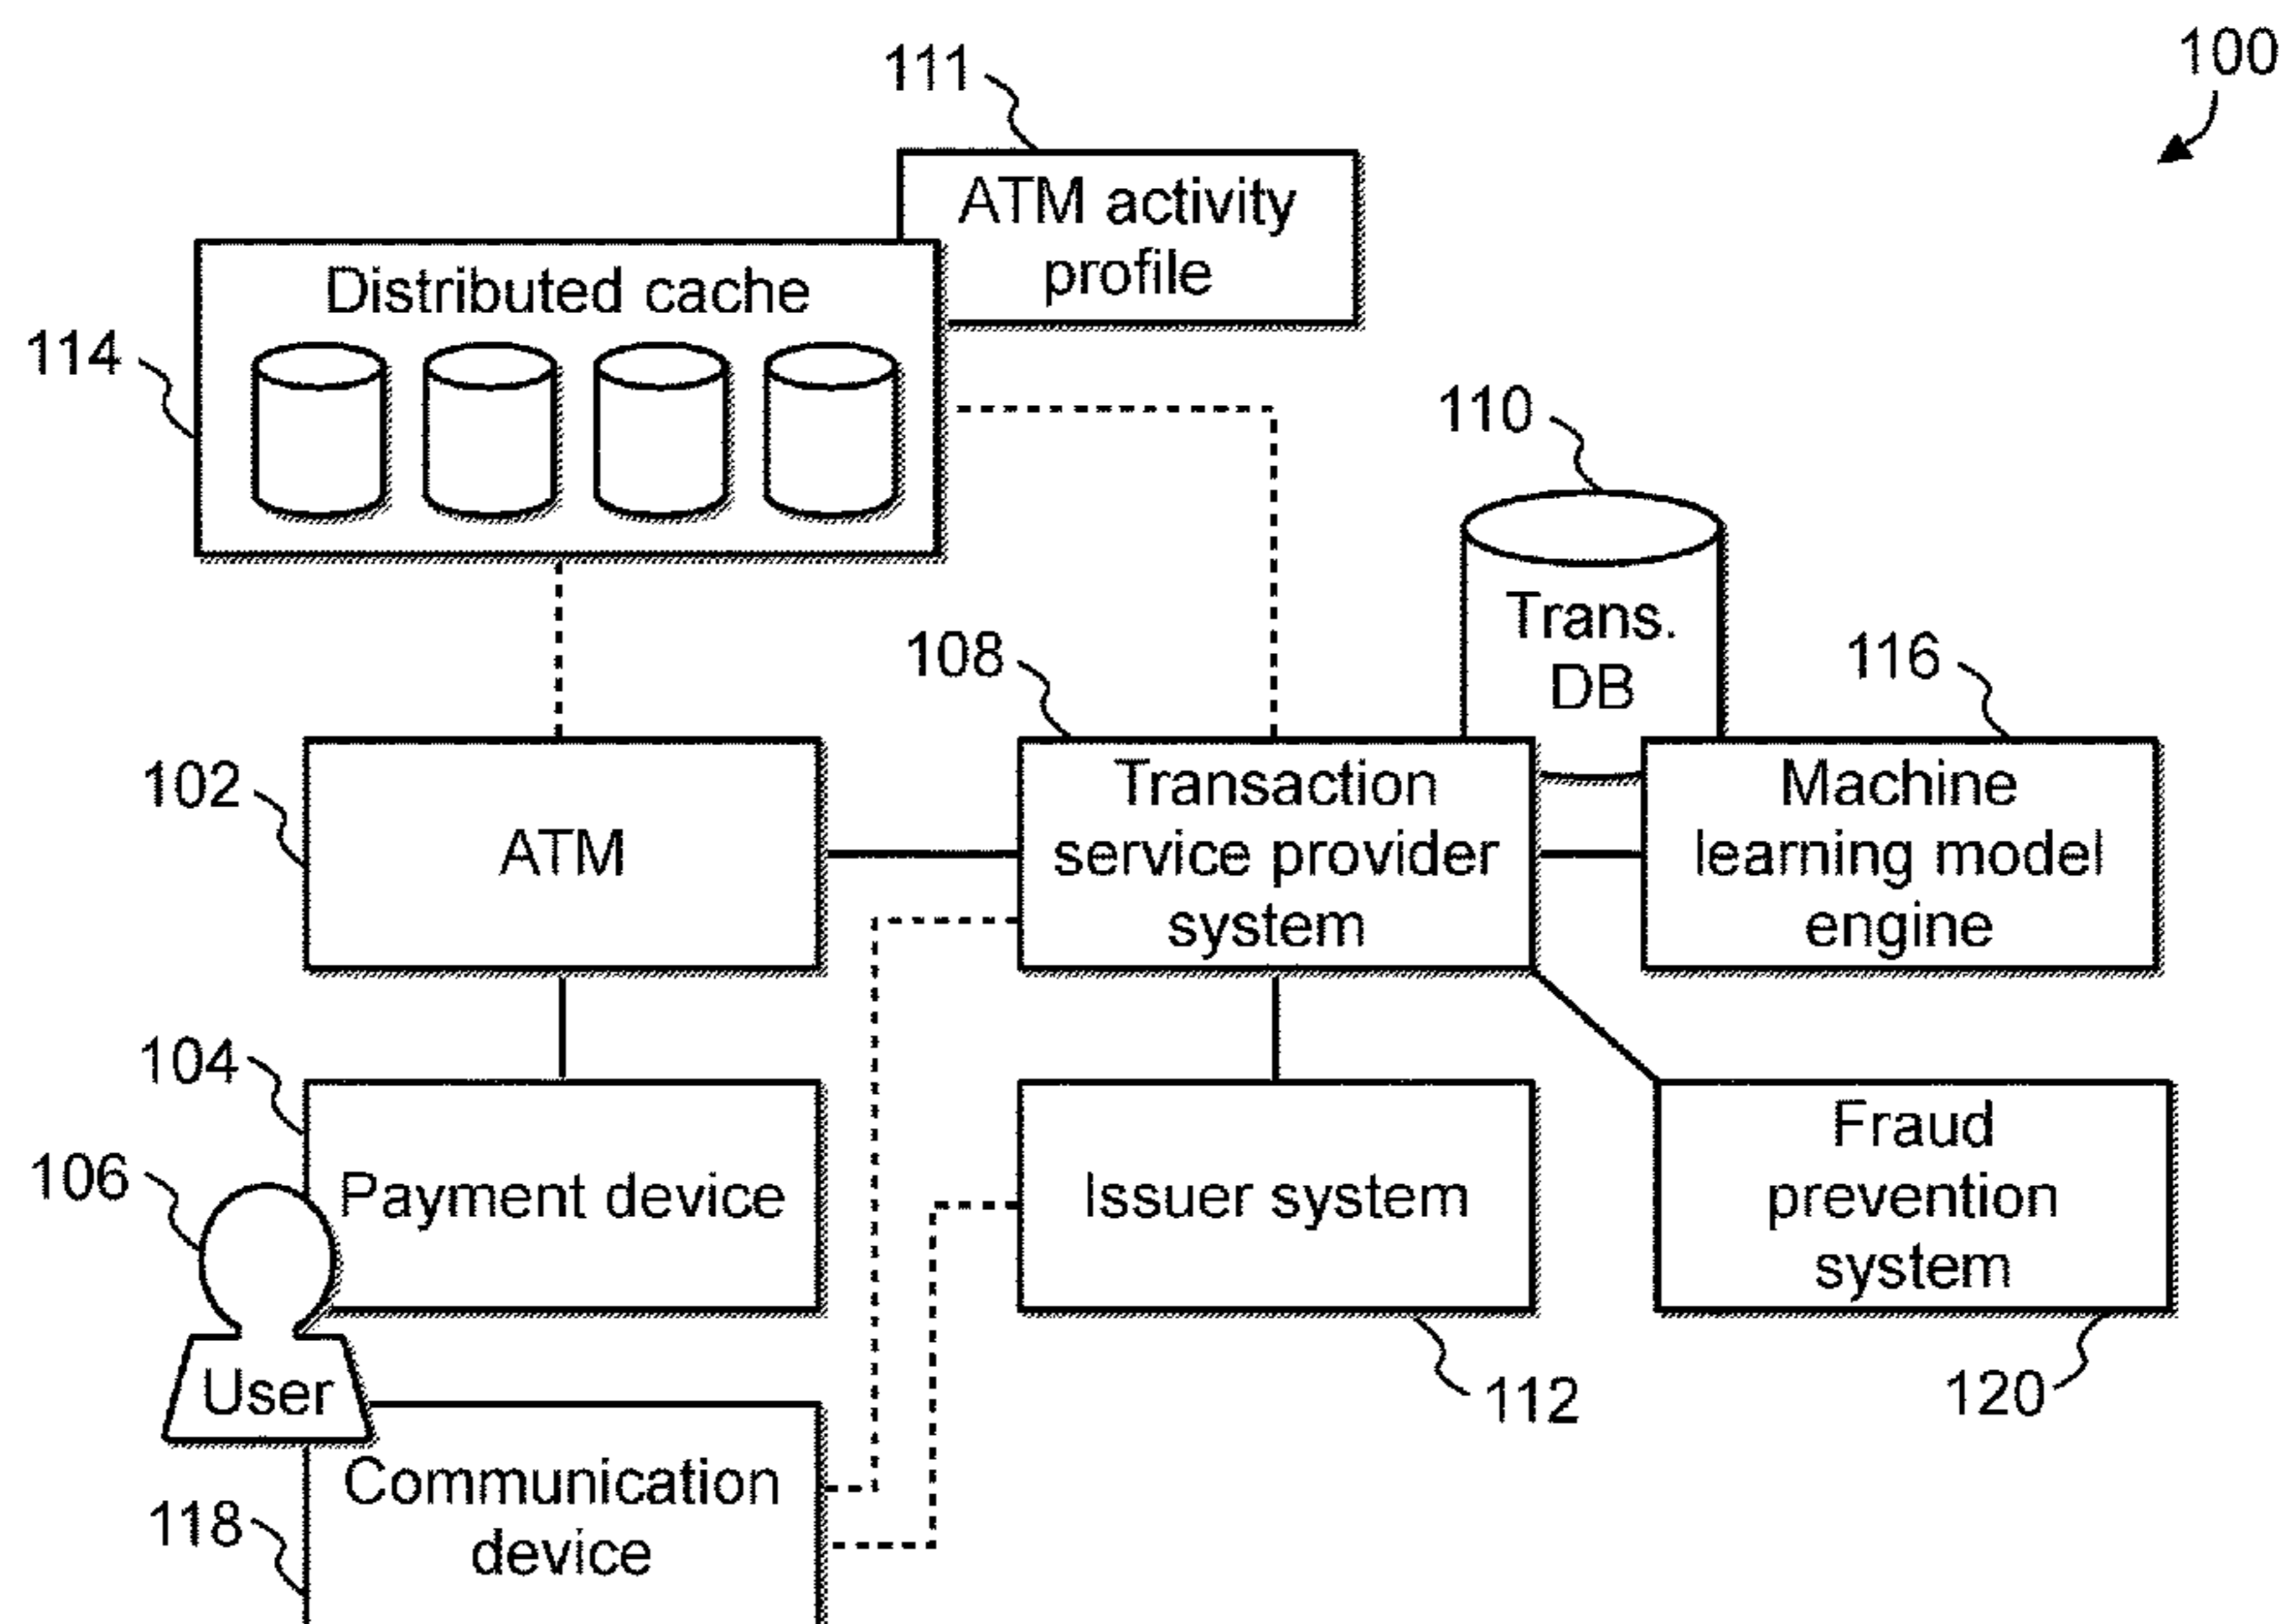 100
111
ATM activity
profile
Distributed cache
114
110
Trans.
DB
108
116
102
ATM
Transaction
service provider
system
Machine
learning model
engine
104
106
Payment device
Issuer system
Fraud
prevention
system
User
112
120
Communication
device
118